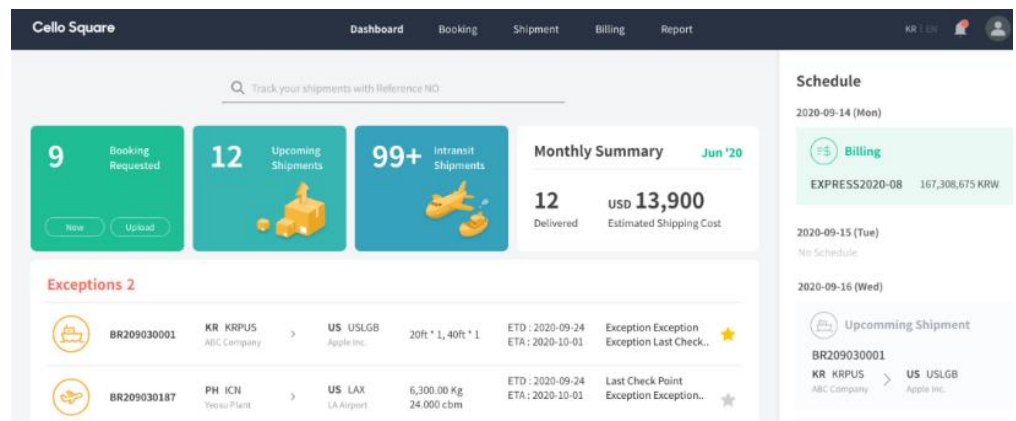 Cello Square
Dashboard Booking Shipment Billing Report
KR | EN
Track your shipments with Reference NO
9 Booking Requested
New Upload
12 Upcoming Shipments
99+ Intransit Shipments
Monthly Summary Jun '20
12 Delivered
USD 13,900 Estimated Shipping Cost
Exceptions 2
BR209030001
KR KRPUS
ABC Company
>
US USLGB
Apple Inc.
20ft * 1, 40ft * 1
ETD : 2020-09-24
ETA : 2020-10-01
Exception Exception
Exception Last Check..
BR209030187
PH ICN
Yeosu Plant
>
US LAX
LA Airport
6,300.00 Kg
24.000 cbm
ETD : 2020-09-24
ETA : 2020-10-01
Last Check Point
Exception Exception..
Schedule
2020-09-14 (Mon)
Billing
EXPRESS2020-08 167,308,675 KRW
2020-09-15 (Tue)
No Schedule
2020-09-16 (Wed)
Upcomming Shipment
BR209030001
KR KRPUS
ABC Company
>
US USLGB
Apple Inc.